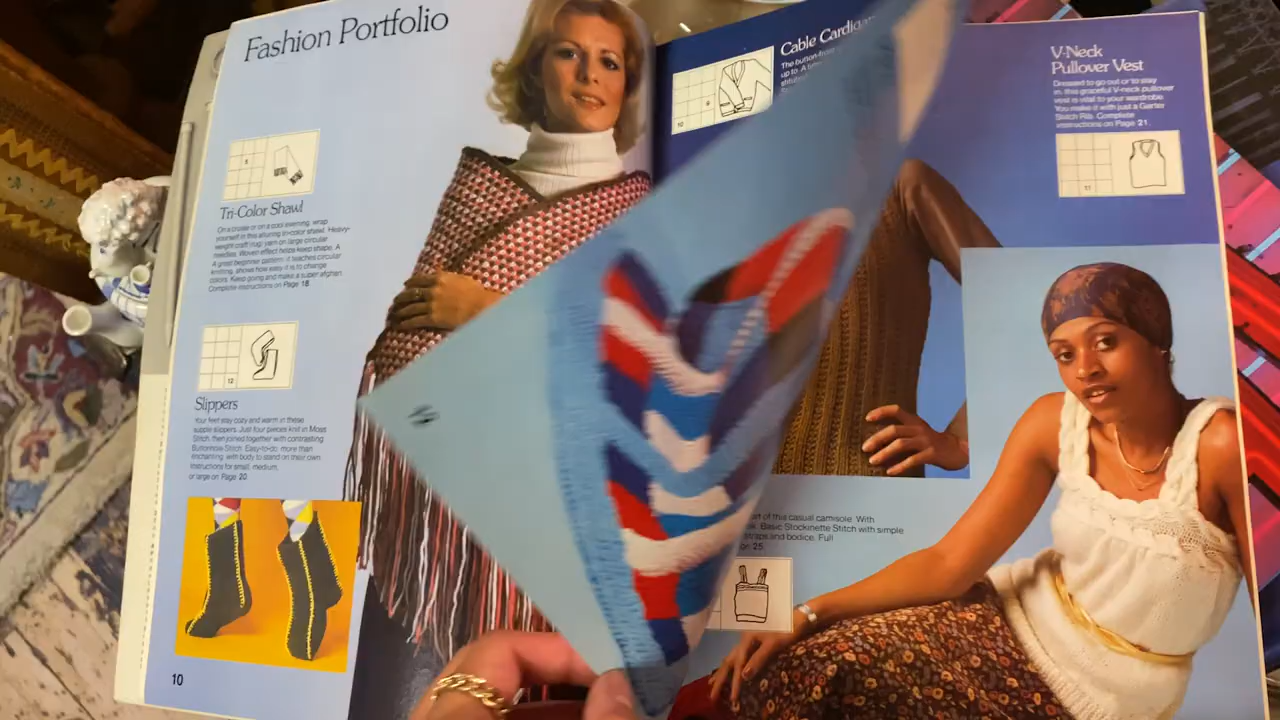 Fashion Portfolio
5
Tri-Color Shawl
On a cruise or on a cool evening, wrap
yourself in this alluring tri-color shawl. Heavy-
weight craft/rug yarn on large circular
needles. Woven effect helps keep shape. A
great beginner pattern: it teaches circular
knitting, shows how easy it is to change
colors. Keep going and make a super afghan.
Complete instructions on Page 18.
12
Slippers
Your feet stay cozy and warm in these
supple slippers. Just four pieces knit in Moss
Stitch, then joined together with contrasting
Buttonhole Stitch. Easy-to-do, more than
enchanting, with body to stand on their own.
Instructions for small, medium,
or large on Page 20.
10
Cable Cardigan
The button-front
up to. A
10
V-Neck
Pullover Vest
Dressed to go out or to stay
in, this graceful V-neck pullover
vest is vital to your wardrobe.
You make it with just a Garter
Stitch Rib. Complete
instructions on Page 21.
11
art of this casual camisole. With
Basic Stockinette Stitch with simple
straps and bodice. Full
on 25.